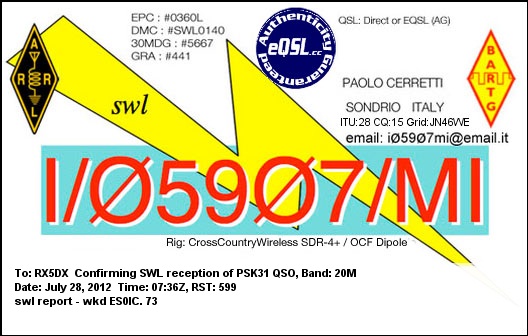 EPC : #0360L
DMC : #SWL0140
30MDG : #5667
GRA : #441
Authenticity
eQSL.cc
Guaranteed
QSL: Direct or EQSL (AG)
A
R R
L
BARTG
swl
PAOLO CERRETTI
SONDRIO ITALY
ITU:28 CQ:15 Grid:JN46WE
email: iØ59Ø7mi@email.it
I/Ø59Ø7/MI
Rig: CrossCountryWireless SDR-4+ / OCF Dipole
To: RX5DX Confirming SWL reception of PSK31 QSO, Band: 20M
Date: July 28, 2012 Time: 07:36Z, RST: 599
swl report - wkd ES0IC. 73